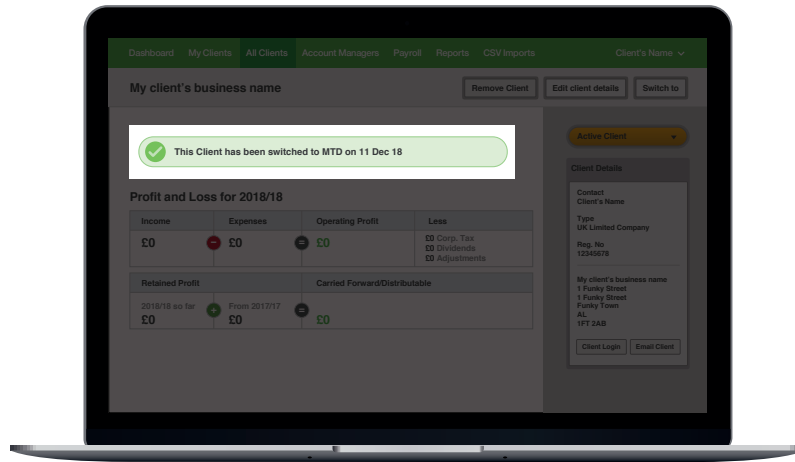 Dashboard My Clients All Clients Account Managers Payroll Reports CSV Imports Client's Name
My client's business name Remove Client Edit client details Switch to
This Client has been switched to MTD on 11 Dec 18
Active Client
Client Details
Profit and Loss for 2018/18
Income Expenses Operating Profit Less
£0 £0 £0
£0 Corp. Tax
£0 Dividends
£0 Adjustments
Retained Profit Carried Forward/Distributable
2018/18 so far From 2017/17
£0 £0 £0
Contact
Client's Name
Type
UK Limited Company
Reg. No
12345678
My client's business name
1 Funky Street
1 Funky Street
Funky Town
AL
1FT 2AB
Client Login Email Client